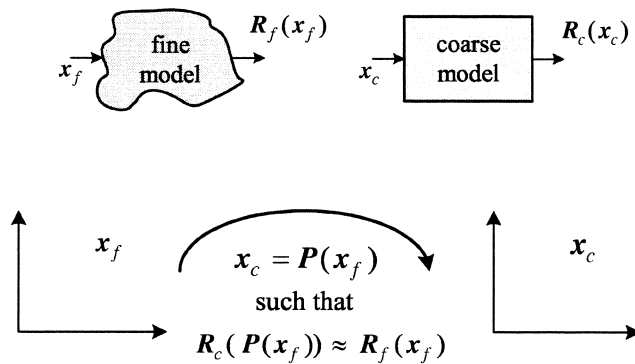 fine
model
x_f
R_f(x_f)
coarse
model
x_c
R_c(x_c)
x_f
x_c = P(x_f)
such that
R_c(P(x_f)) ≈ R_f(x_f)
x_c